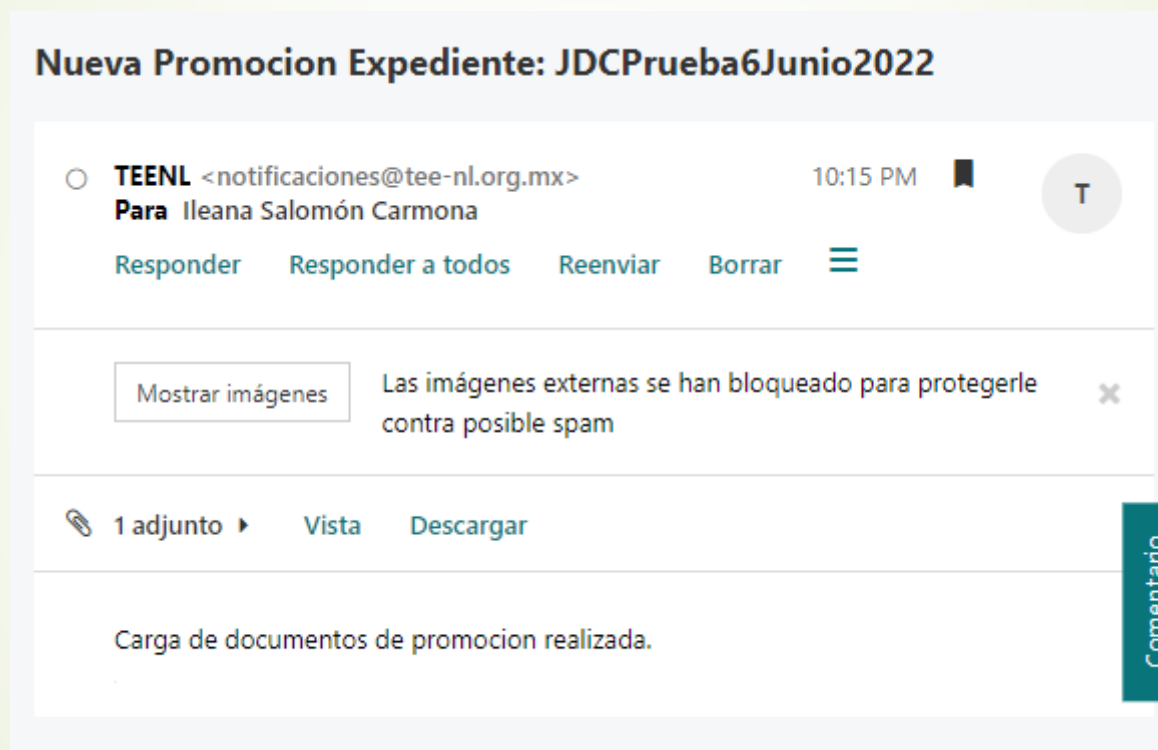 Nueva Promocion Expediente: JDCPrueba6Junio2022
TEENL <notificaciones@tee-nl.org.mx> 10:15 PM
T
Para Ileana Salomón Carmona
Responder Responder a todos Reenviar Borrar
Mostrar imágenes
Las imágenes externas se han bloqueado para protegerle
contra posible spam
1 adjunto Vista Descargar
Carga de documentos de promocion realizada.
Comentario